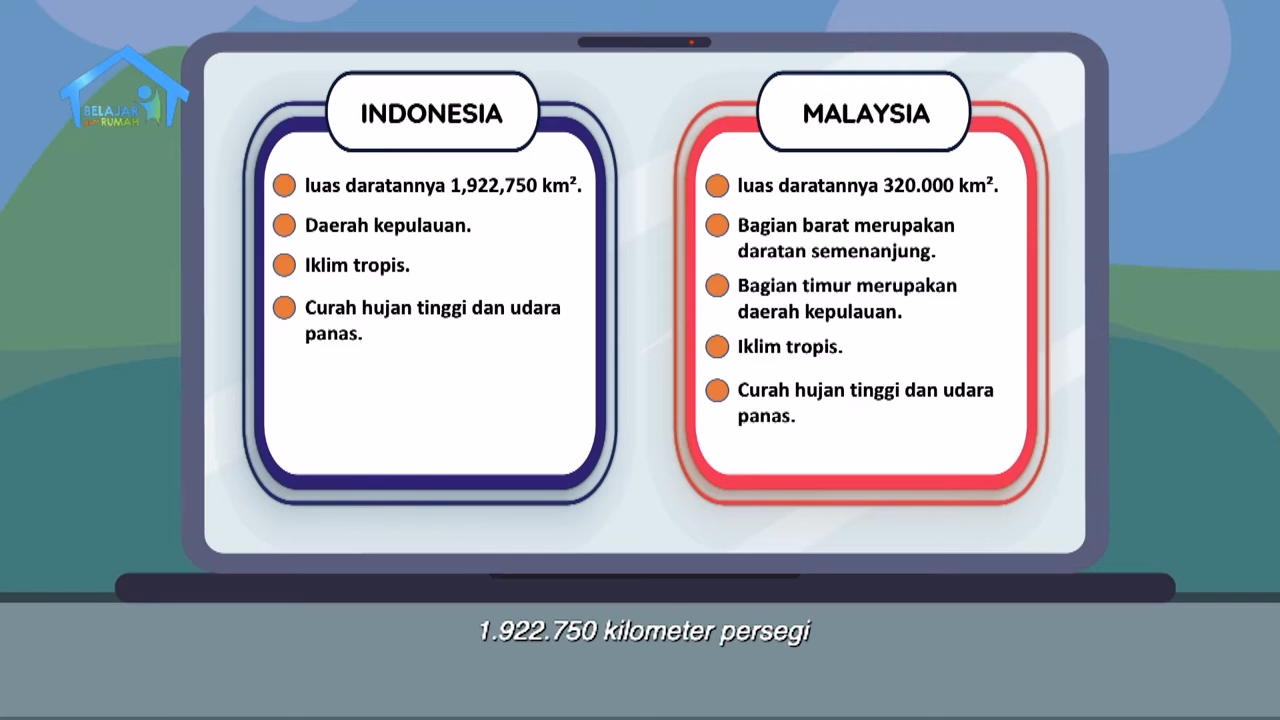 BELAJAR
dari RUMAH
INDONESIA
luas daratannya 1,922,750 km².
Daerah kepulauan.
Iklim tropis.
Curah hujan tinggi dan udara
panas.
MALAYSIA
luas daratannya 320.000 km².
Bagian barat merupakan
daratan semenanjung.
Bagian timur merupakan
daerah kepulauan.
Iklim tropis.
Curah hujan tinggi dan udara
panas.
1.922.750 kilometer persegi